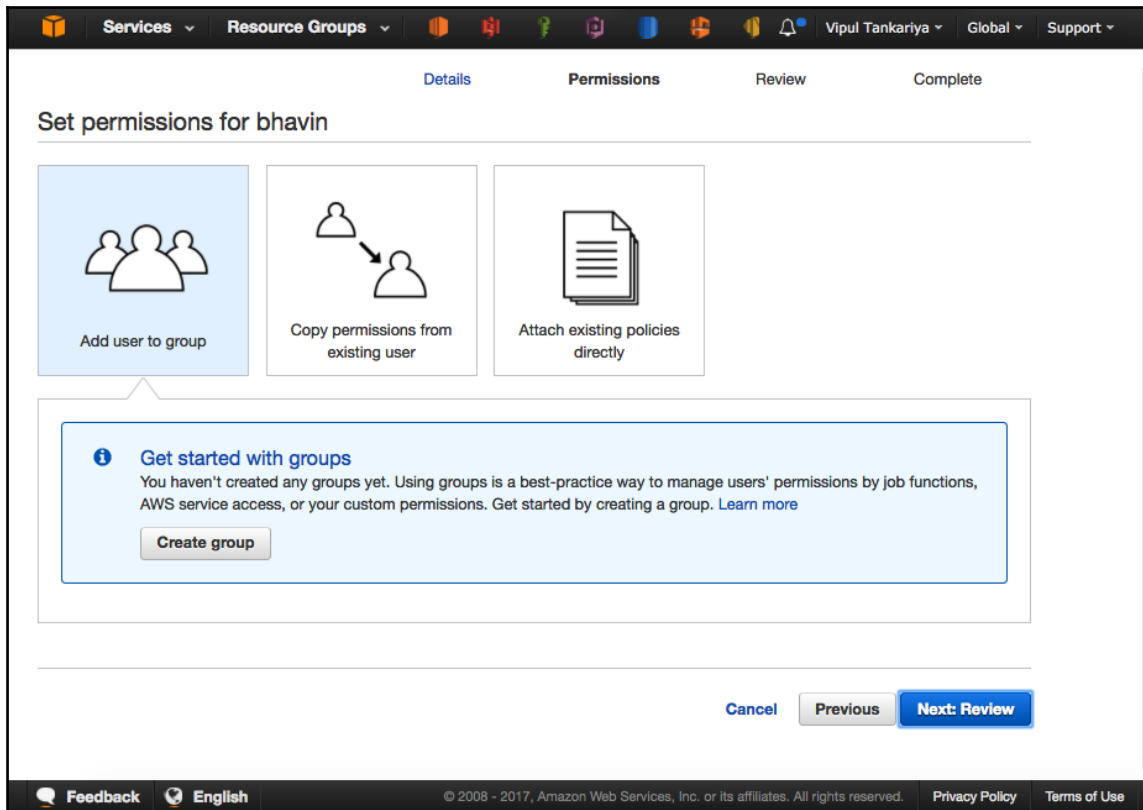 Services Resource Groups Vipul Tankariya Global Support
Details Permissions Review Complete
Set permissions for bhavin
Add user to group
Copy permissions from
existing user
Attach existing policies
directly
Get started with groups
You haven't created any groups yet. Using groups is a best-practice way to manage users' permissions by job functions,
AWS service access, or your custom permissions. Get started by creating a group. Learn more
Create group
Cancel Previous Next: Review
Feedback English © 2008 - 2017, Amazon Web Services, Inc. or its affiliates. All rights reserved. Privacy Policy Terms of Use